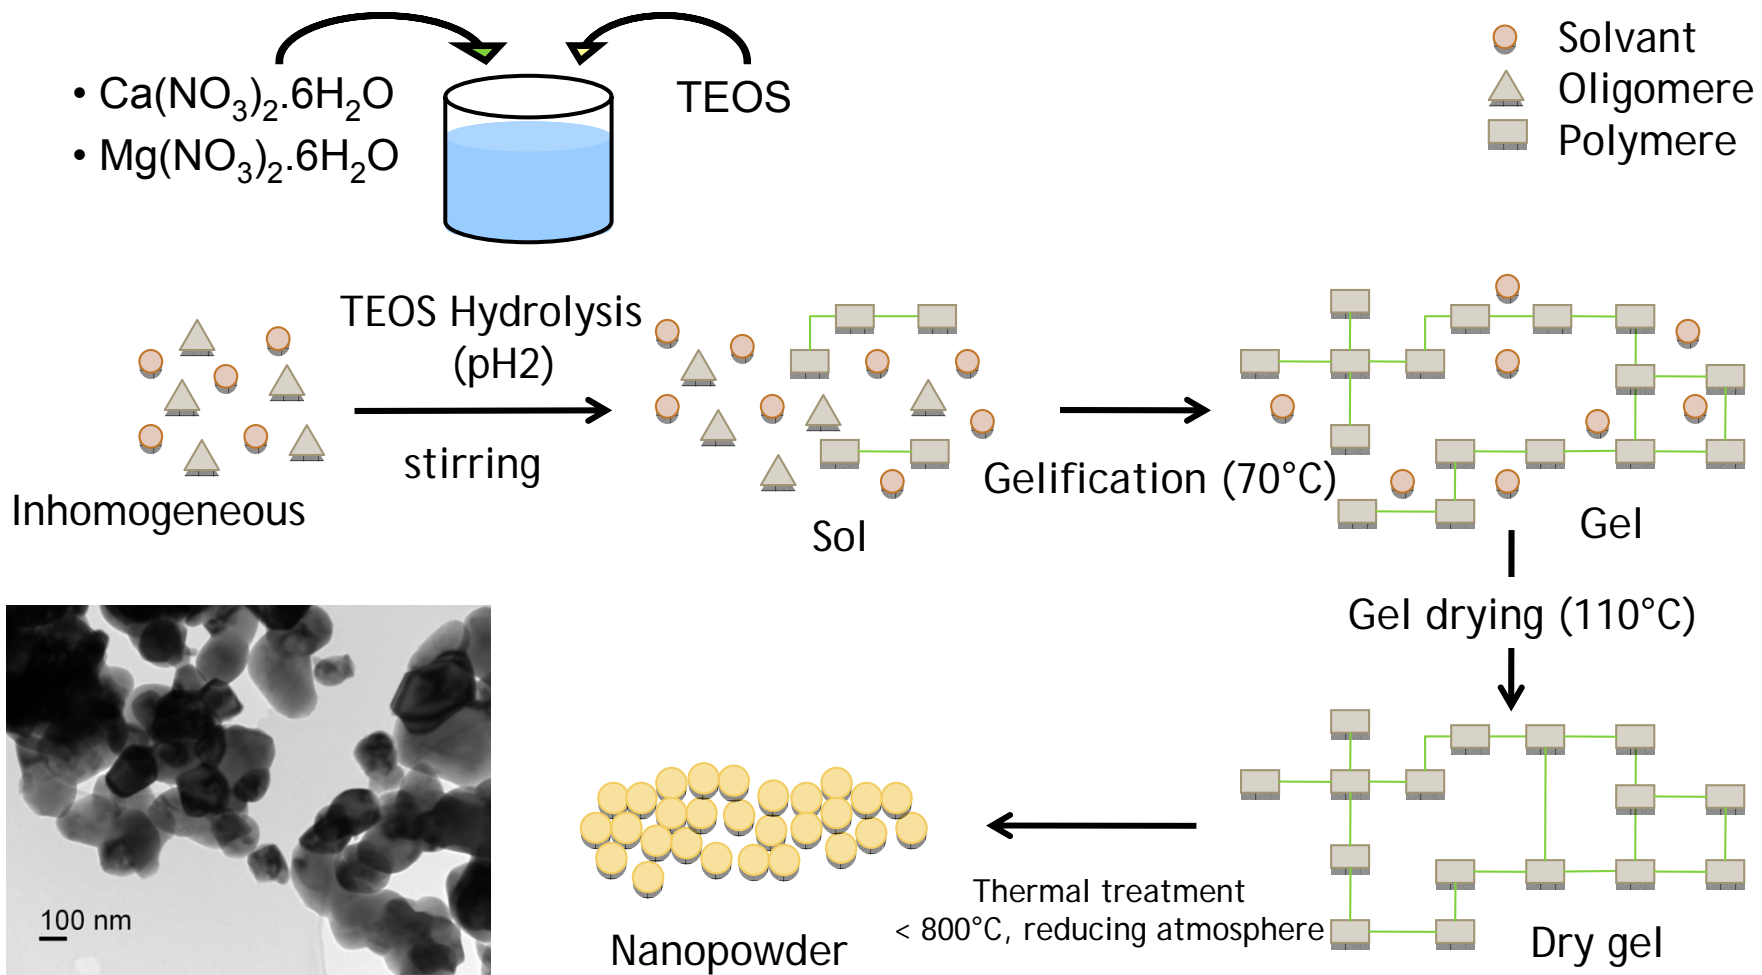 • Ca(NO₃)₂.6H₂O
• Mg(NO₃)₂.6H₂O
TEOS
Solvant
Oligomere
Polymere
TEOS Hydrolysis
(pH2)
stirring
Inhomogeneous
Sol
Gelification (70°C)
Gel
Gel drying (110°C)
Dry gel
Thermal treatment
< 800°C, reducing atmosphere
Nanopowder
100 nm